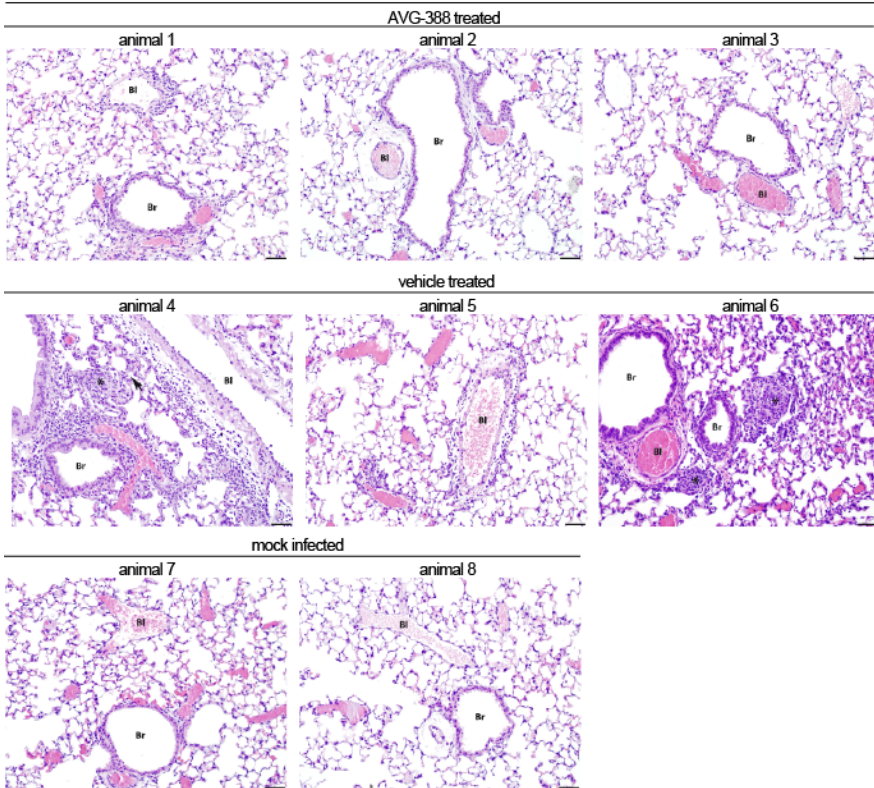 AVG-388 treated
animal 1 animal 2 animal 3
Bl
Br
Br
Bl
Br
Bl
vehicle treated
animal 4 animal 5 animal 6
*
Bl
Br
Bl
Br
Br
*
Bl
*
mock infected
animal 7 animal 8
Bl
Br
Bl
Br